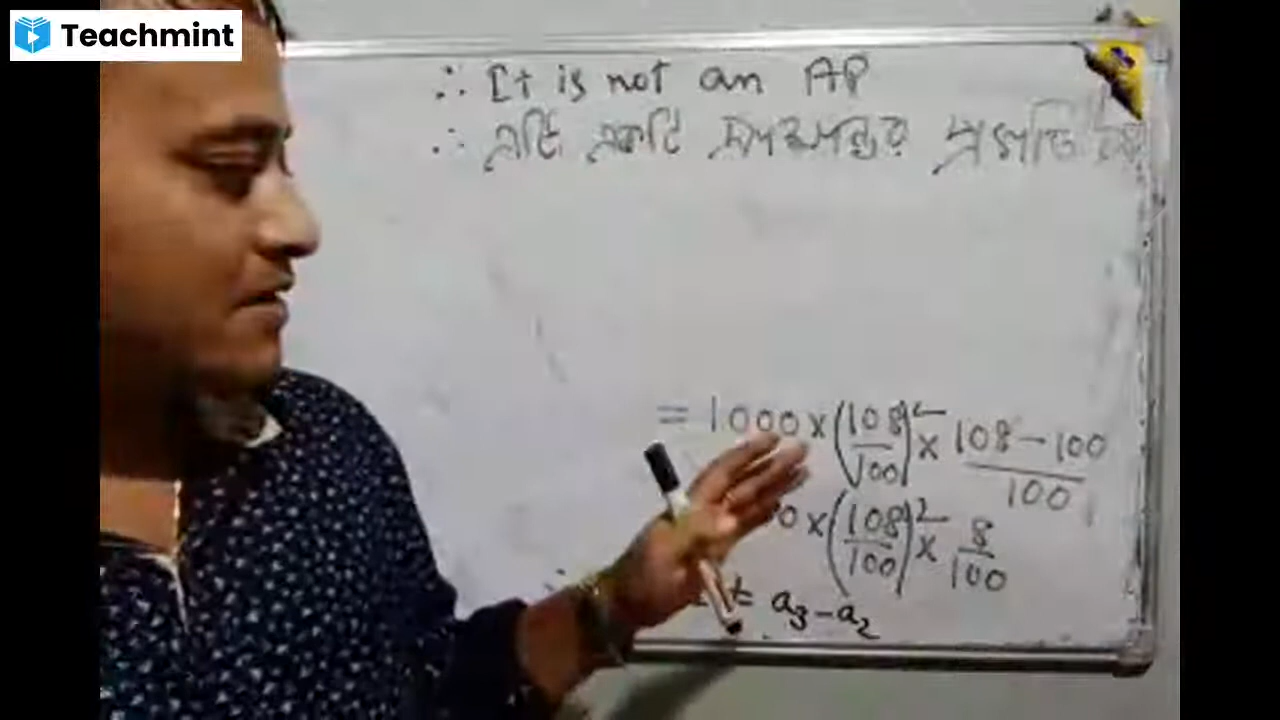 Teachmint
∴ It is not an AP
∴ এটি একটি সমান্তর প্রগতি নয়
= 1000 × (108/100)² × (108 − 100)/100
× (108/100)² × 8/100
≠ a₃ − a₂